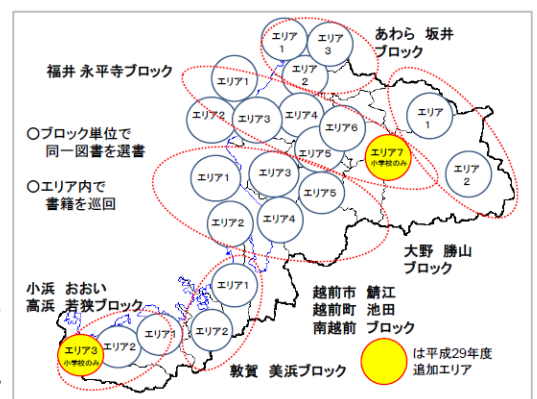 あわら 坂井
ブロック
エリア
1
エリア
3
エリア
2
福井 永平寺ブロック
エリア1
エリア2
エリア3
エリア4
エリア5
エリア6
エリア7
小学校のみ
エリア
1
エリア
2
大野 勝山
ブロック
○ブロック単位で
同一図書を選書
○エリア内で
書籍を巡回
エリア1
エリア2
エリア3
エリア4
エリア5
越前市 鯖江
越前町 池田
南越前 ブロック
エリア1
エリア2
敦賀 美浜ブロック
小浜 おおい
高浜 若狭ブロック
エリア1
エリア2
エリア3
小学校のみ
は平成29年度
追加エリア